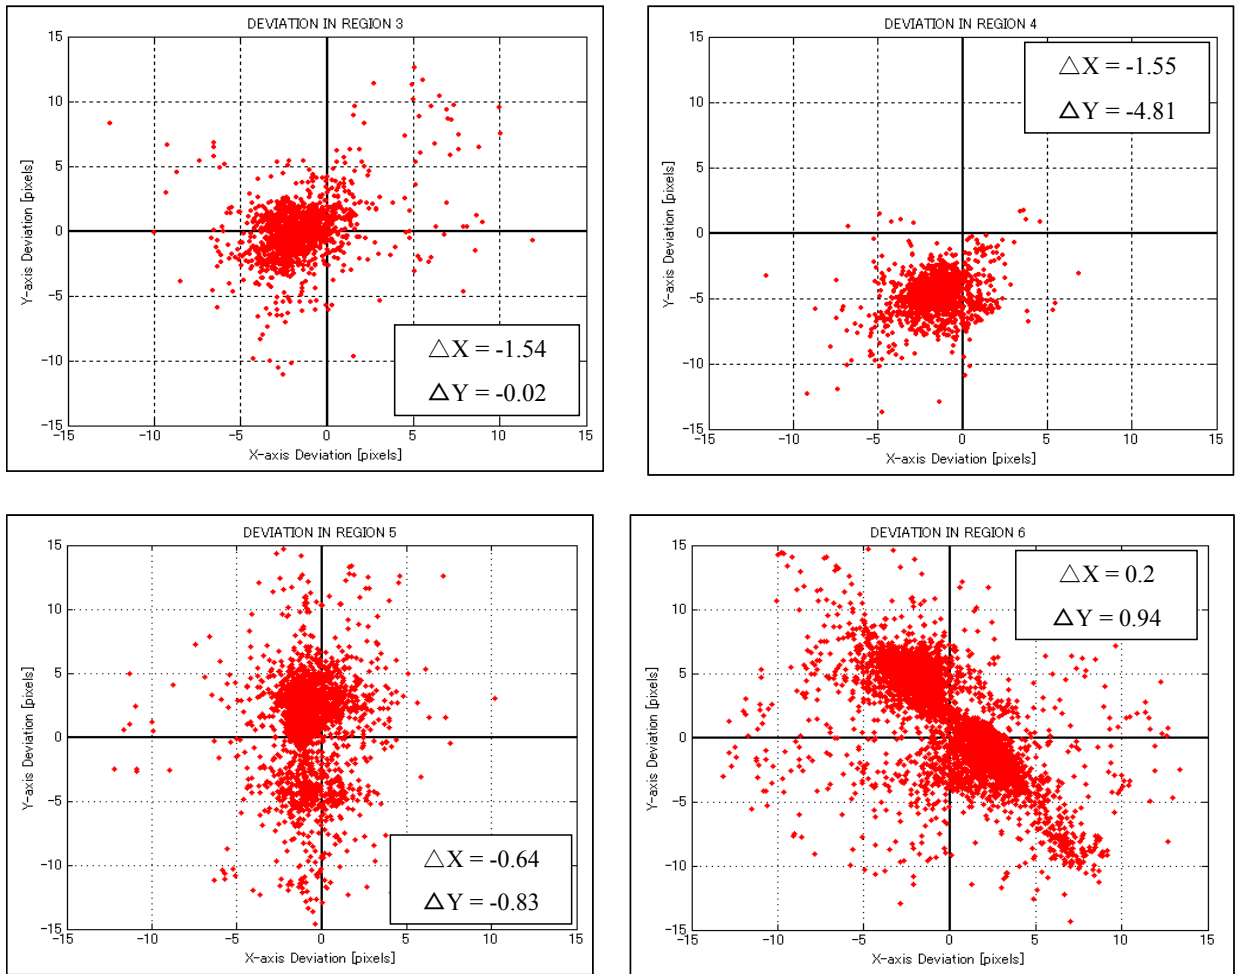 DEVIATION IN REGION 3
15
10
5
0
-5
-10
-15
-15
-10
-5
0
5
10
15
Y-axis Deviation [pixels]
X-axis Deviation [pixels]
△X = -1.54
ΔY = -0.02
DEVIATION IN REGION 4
15
10
5
0
-5
-10
-15
-15
-10
-5
0
5
10
15
Y-axis Deviation [pixels]
X-axis Deviation [pixels]
△X = -1.55
ΔY = -4.81
DEVIATION IN REGION 5
15
10
5
0
-5
-10
-15
-15
-10
-5
0
5
10
15
Y-axis Deviation [pixels]
X-axis Deviation [pixels]
△X = -0.64
ΔY = -0.83
DEVIATION IN REGION 6
15
10
5
0
-5
-10
-15
-15
-10
-5
0
5
10
15
Y-axis Deviation [pixels]
X-axis Deviation [pixels]
△X = 0.2
ΔY = 0.94